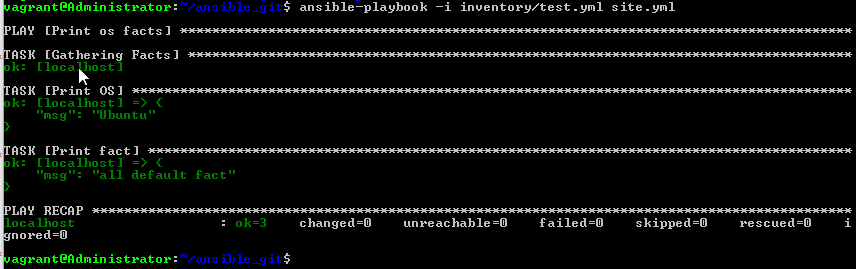 vagrant@Administrator:~/ansible_git$ ansible-playbook -i inventory/test.yml site.yml
PLAY [Print os facts] ************************************************************************************
TASK [Gathering Facts] ***********************************************************************************
ok: [localhost]
TASK [Print OS] ******************************************************************************************
ok: [localhost] => {
    "msg": "Ubuntu"
}
TASK [Print fact] ****************************************************************************************
ok: [localhost] => {
    "msg": "all default fact"
}
PLAY RECAP ***********************************************************************************************
localhost                  : ok=3    changed=0    unreachable=0    failed=0    skipped=0    rescued=0    i
gnored=0
vagrant@Administrator:~/ansible_git$